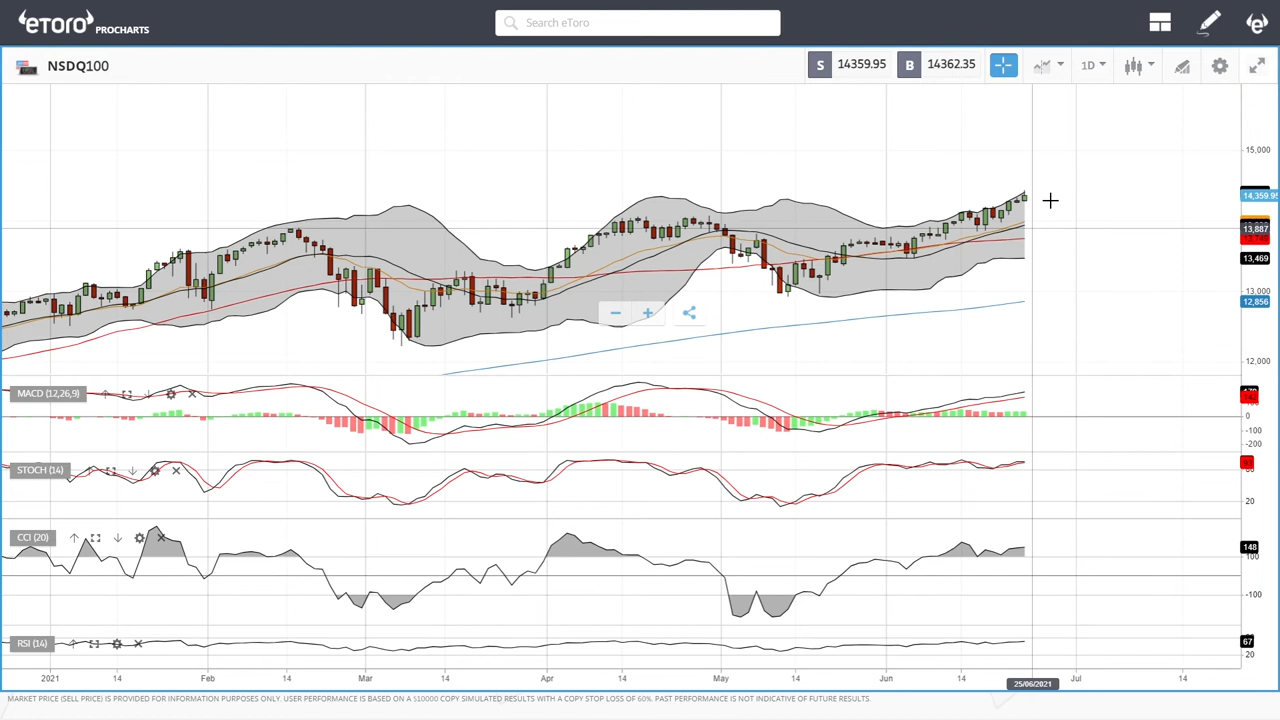 eToro PROCHARTS
Search eToro
NSDQ100
S 14359.95 B 14362.35 1D
15,000
14,359.95
13,887
13,469
13,000
12,856
12,000
MACD (12,26,9)
142
0
-100
-200
STOCH (14)
20
CCI (20)
148
100
-100
RSI (14)
67
20
2021 14 Feb 14 Mar 14 Apr 14 May 14 Jun 14 Jul 14
25/06/2021
MARKET PRICE (SELL PRICE) IS PROVIDED FOR INFORMATION PURPOSES ONLY. USER PERFORMANCE IS BASED ON A $10000 COPY SIMULATED RESULTS WITH A COPY STOP LOSS OF 60%. PAST PERFORMANCE IS NOT INDICATIVE OF FUTURE RESULTS.